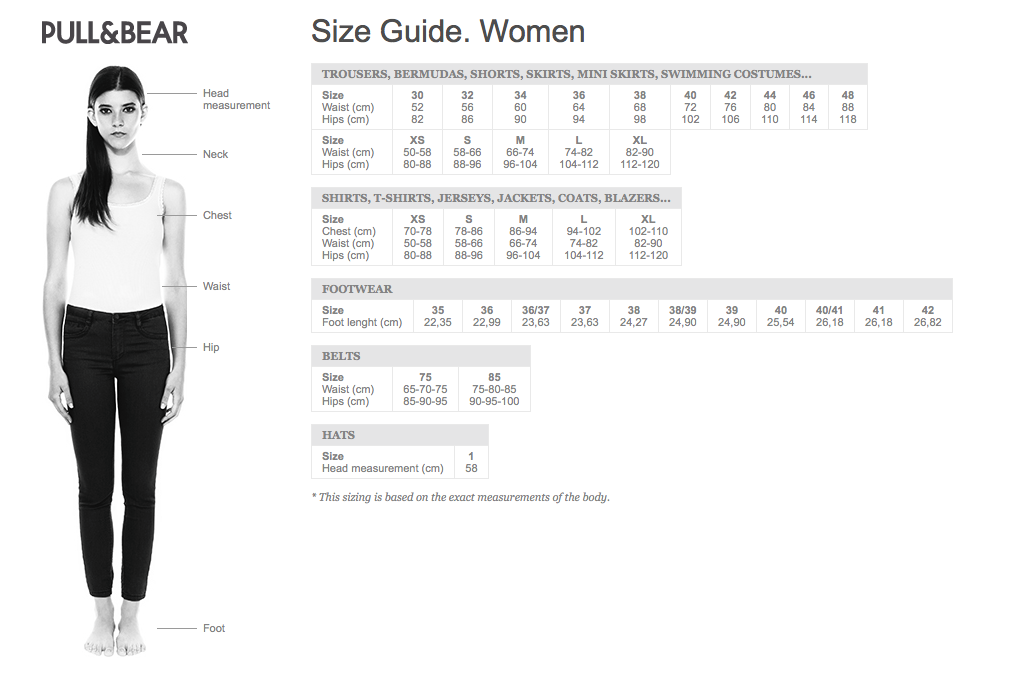 PULL&BEAR
Size Guide. Women
Head
measurement
Neck
Chest
Waist
Hip
Foot
TROUSERS, BERMUDAS, SHORTS, SKIRTS, MINI SKIRTS, SWIMMING COSTUMES...
Size 30 32 34 36 38 40 42 44 46 48
Waist (cm) 52 56 60 64 68 72 76 80 84 88
Hips (cm) 82 86 90 94 98 102 106 110 114 118
Size XS S M L XL
Waist (cm) 50-58 58-66 66-74 74-82 82-90
Hips (cm) 80-88 88-96 96-104 104-112 112-120
SHIRTS, T-SHIRTS, JERSEYS, JACKETS, COATS, BLAZERS...
Size XS S M L XL
Chest (cm) 70-78 78-86 86-94 94-102 102-110
Waist (cm) 50-58 58-66 66-74 74-82 82-90
Hips (cm) 80-88 88-96 96-104 104-112 112-120
FOOTWEAR
Size 35 36 36/37 37 38 38/39 39 40 40/41 41 42
Foot lenght (cm) 22,35 22,99 23,63 23,63 24,27 24,90 24,90 25,54 26,18 26,18 26,82
BELTS
Size 75 85
Waist (cm) 65-70-75 75-80-85
Hips (cm) 85-90-95 90-95-100
HATS
Size 1
Head measurement (cm) 58
* This sizing is based on the exact measurements of the body.